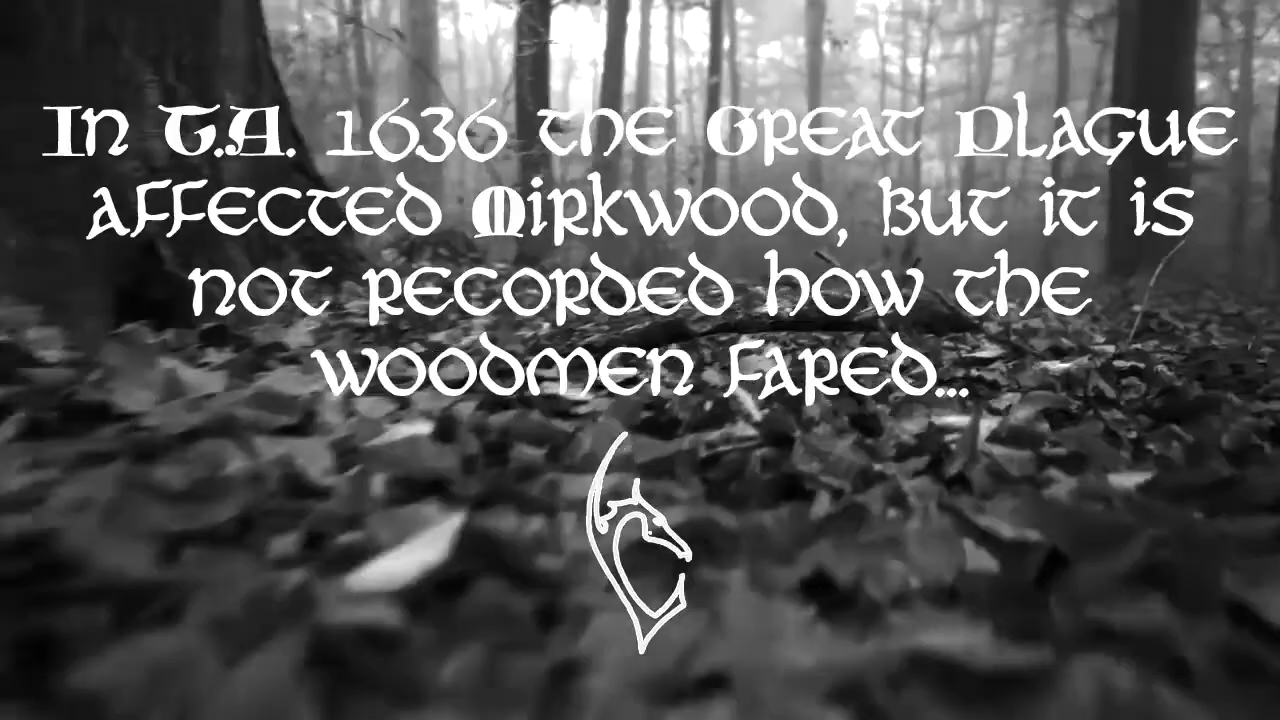 In T.A. 1636 the Great Plague
affected Mirkwood, but it is
not recorded how the
woodmen fared...